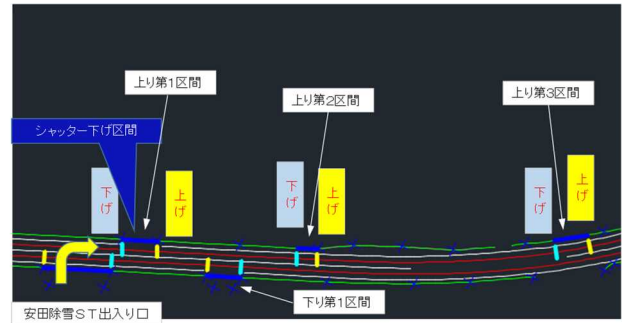 上り第1区間
上り第2区間
上り第3区間
シャッター下げ区間
下げ
上げ
下げ
上げ
下げ
上げ
下り第1区間
安田除雪ST出入り口